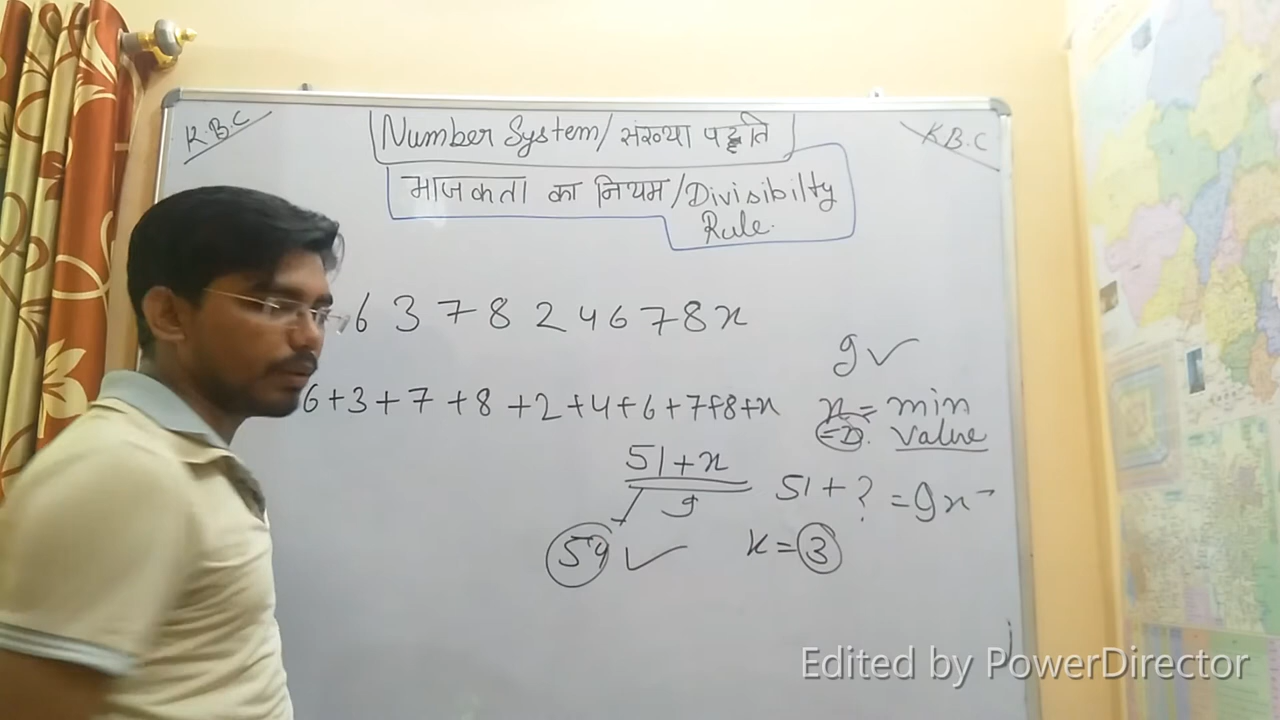 K.B.C
Number System/संख्या पद्धति
KB.C
भाजकता का नियम/Divisibilty
Rule.
6 3 7 8 2 4 6 7 8 x
9✓
6+3+7+8+2+4+6+7+8+x
x = min
value
51+x
9
51+? = 9x
54 ✓
x=3
Edited by PowerDirector